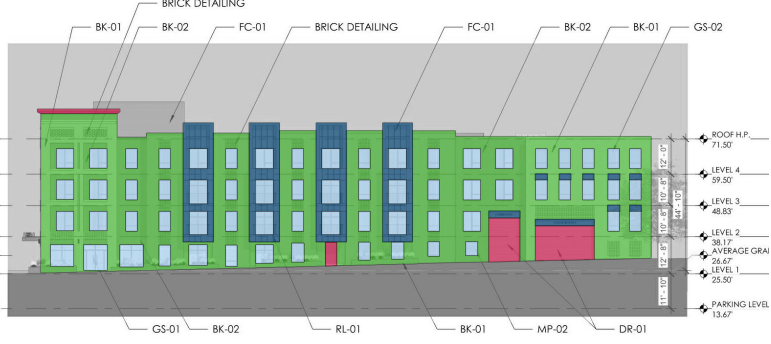 BRICK DETAILING
BK-01
BK-02
FC-01
BRICK DETAILING
FC-01
BK-02
BK-01
GS-02
ROOF H.P.
71.50'
12' - 0"
LEVEL 4
59.50'
10' - 8"
LEVEL 3
48.83'
44' - 10"
10' - 8"
LEVEL 2
38.17'
AVERAGE GRA
26.67'
12' - 8"
LEVEL 1
25.50'
11' - 10"
PARKING LEVEL
13.67'
GS-01
BK-02
RL-01
BK-01
MP-02
DR-01